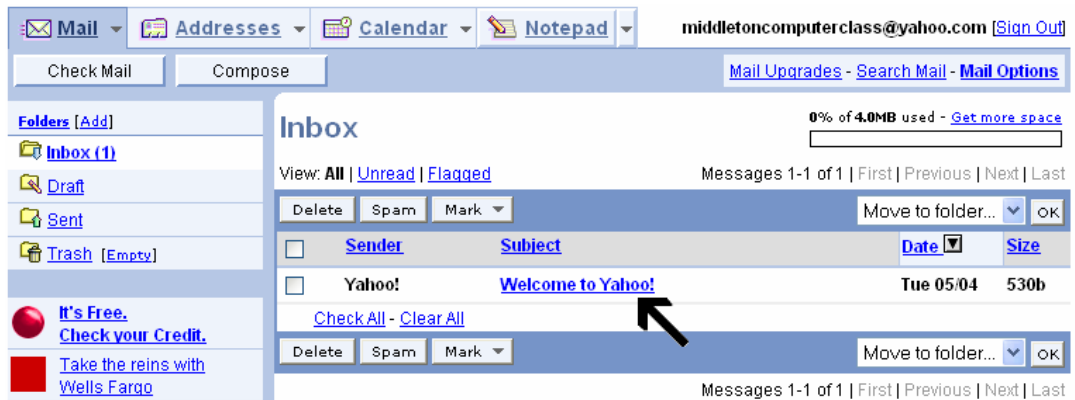 Mail Addresses Calendar Notepad middletoncomputerclass@yahoo.com [Sign Out]
Check Mail Compose Mail Upgrades - Search Mail - Mail Options
Folders [Add]
Inbox (1)
Draft
Sent
Trash [Empty]
It's Free.
Check your Credit.
Take the reins with
Wells Fargo
Inbox
0% of 4.0MB used - Get more space
View: All | Unread | Flagged Messages 1-1 of 1 | First | Previous | Next | Last
Delete Spam Mark Move to folder... OK
Sender Subject Date Size
Yahoo! Welcome to Yahoo! Tue 05/04 530b
Check All - Clear All
Delete Spam Mark Move to folder... OK
Messages 1-1 of 1 | First | Previous | Next | Last